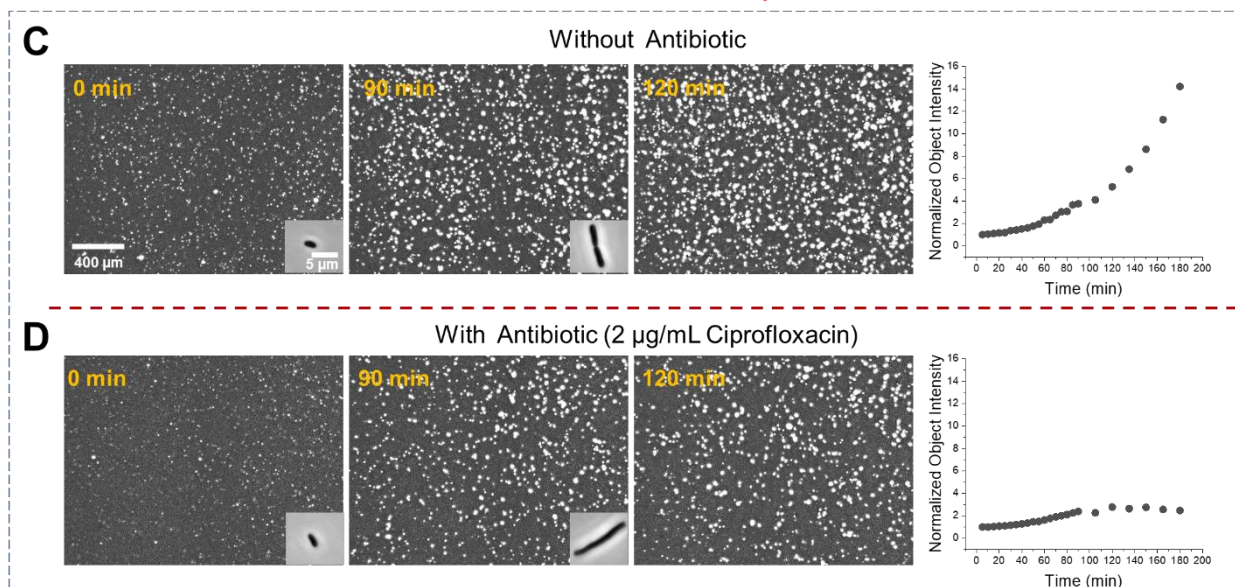 C
Without Antibiotic
0 min
90 min
120 min
400 µm
5 µm
Normalized Object Intensity
16
14
12
10
8
6
4
2
0
0 20 40 60 80 100 120 140 160 180 200
Time (min)
D
With Antibiotic (2 µg/mL Ciprofloxacin)
0 min
90 min
120 min
Normalized Object Intensity
16
14
12
10
8
6
4
2
0
0 20 40 60 80 100 120 140 160 180 200
Time (min)